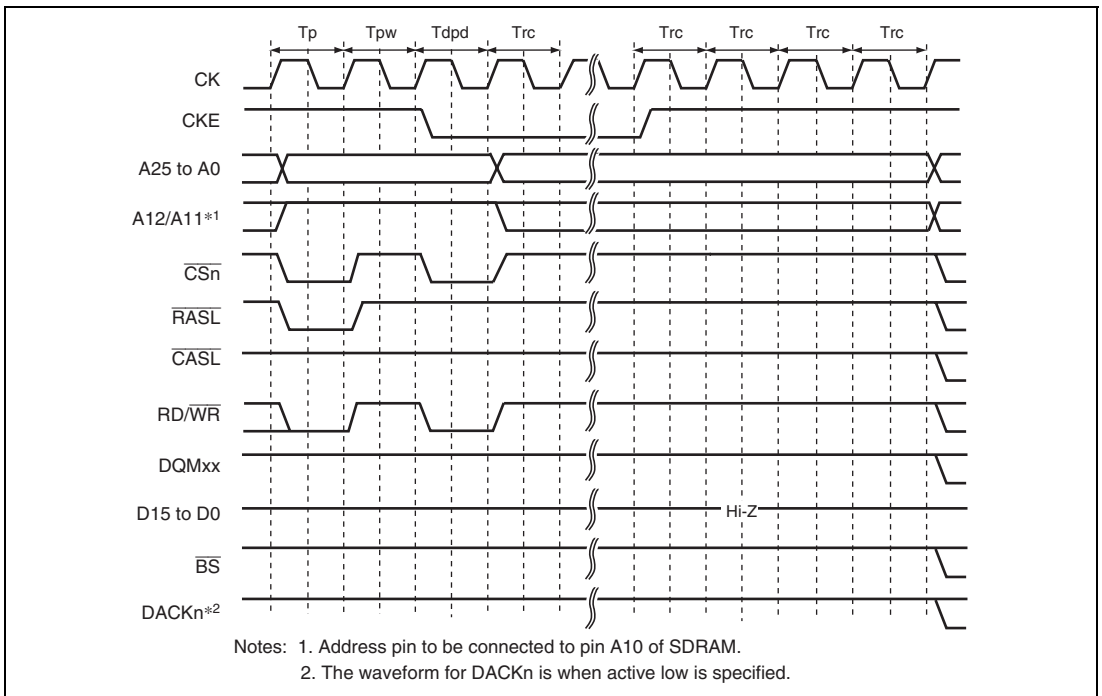 Tp Tpw Tdpd Trc Trc Trc Trc Trc
CK
CKE
A25 to A0
A12/A11*1
CSn
RASL
CASL
RD/WR
DQMxx
D15 to D0 Hi-Z
BS
DACKn*2
Notes: 1. Address pin to be connected to pin A10 of SDRAM.
2. The waveform for DACKn is when active low is specified.